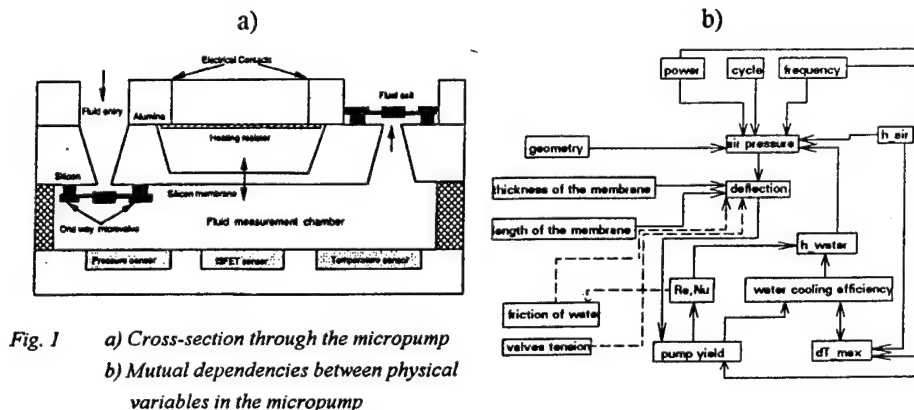 a)
b)
Electrical Contacts
Fluid entry
Alumina
Fluid exit
Heating resistor
Silicon
Silicon membrane
One way microvalve
Fluid measurement chamber
Pressure sensor
ISFET sensor
Temperature sensor
power
cycle
frequency
h_air
geometry
air pressure
thickness of the membrane
deflection
length of the membrane
h_water
Re,Nu
water cooling efficiency
friction of water
valves tension
pump yield
dT_max
Fig. 1 a) Cross-section through the micropump
b) Mutual dependencies between physical
variables in the micropump